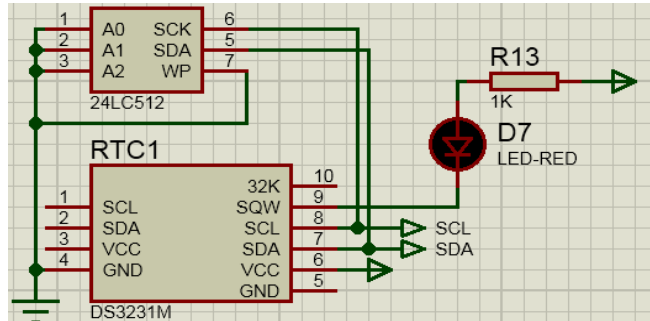 1 A0 SCK 6
2 A1 SDA 5
3 A2 WP 7
24LC512
R13
1K
D7
LED-RED
RTC1
32K 10
1 SCL SQW 9
2 SDA SCL 8 SCL
3 VCC SDA 7 SDA
4 GND VCC 6
GND 5
DS3231M